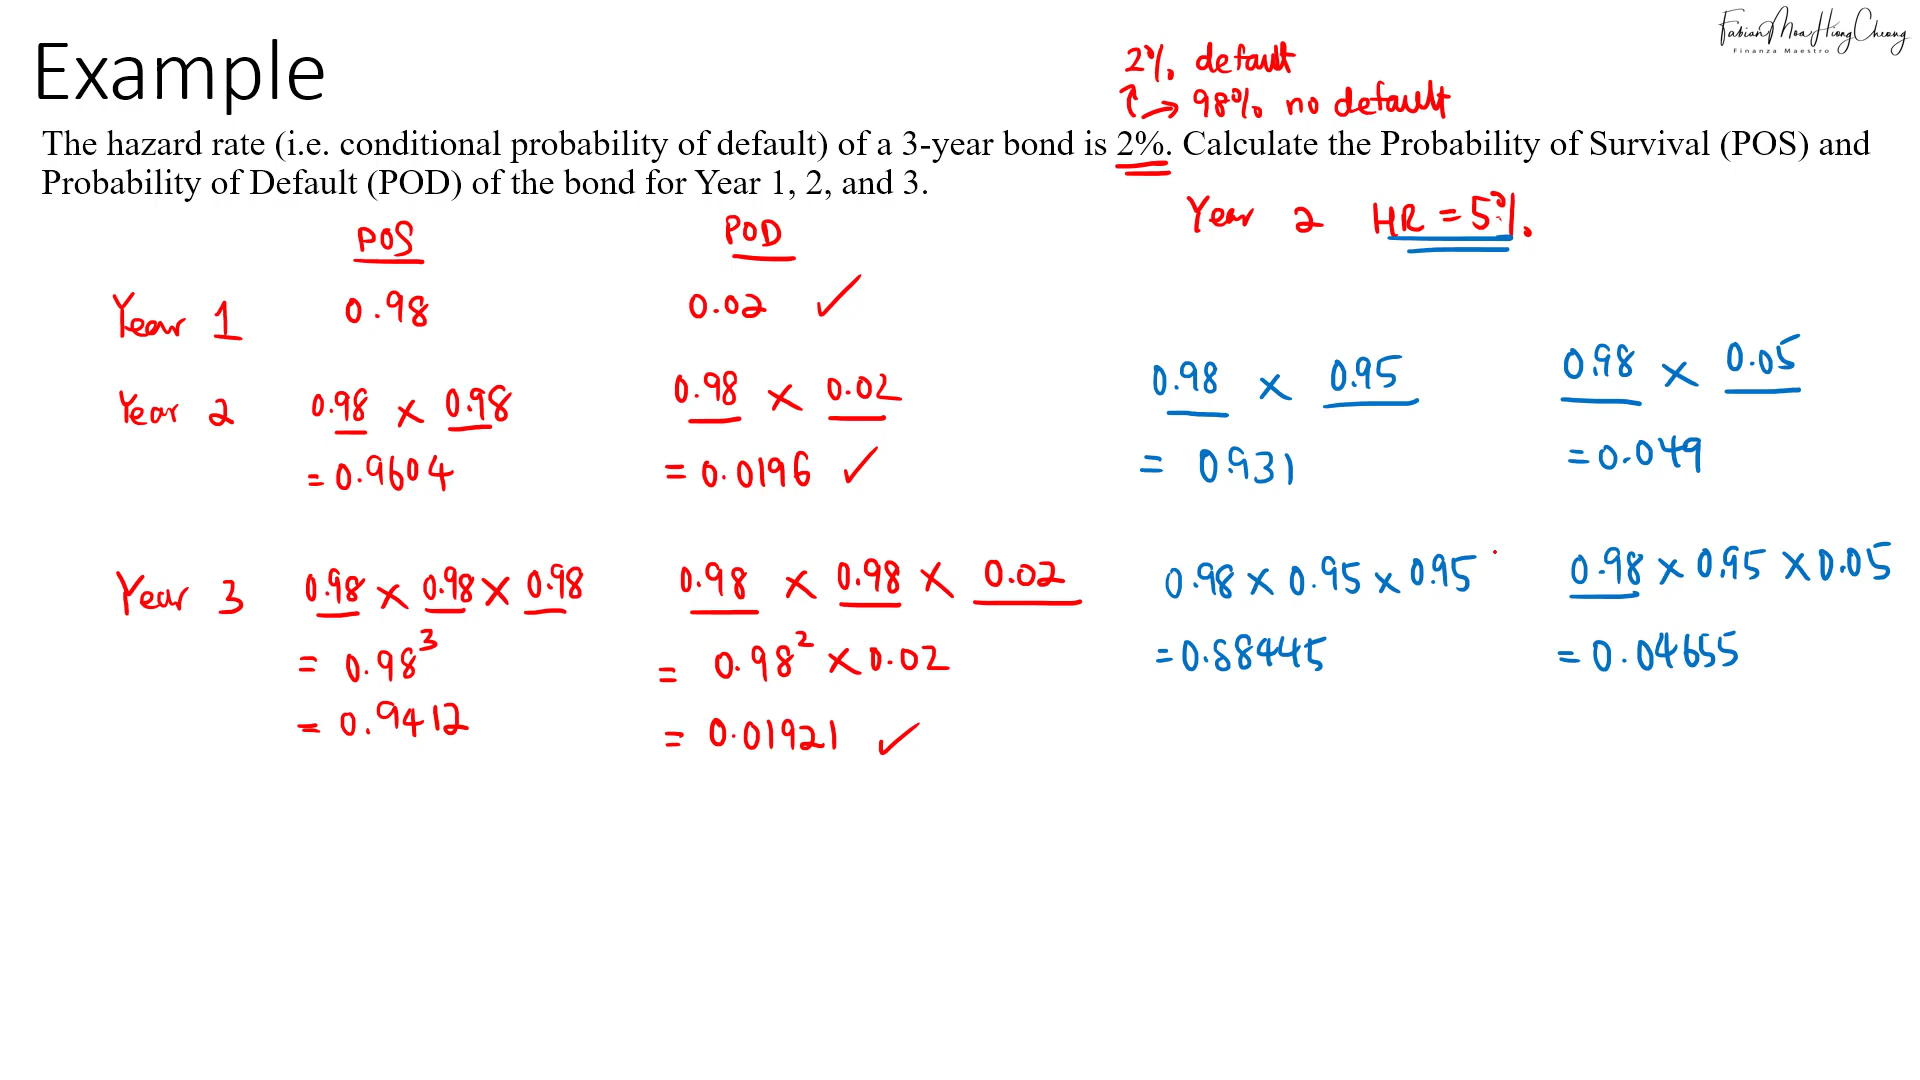 Fabian Moa Hiong Cheong
Finanza Maestro
Example
2% default
98% no default
The hazard rate (i.e. conditional probability of default) of a 3-year bond is 2%. Calculate the Probability of Survival (POS) and
Probability of Default (POD) of the bond for Year 1, 2, and 3.
Year 2 HR = 5%.
POS POD
Year 1 0.98 0.02 ✓
Year 2 0.98 × 0.98 0.98 × 0.02 0.98 × 0.95 0.98 × 0.05
= 0.9604 = 0.0196 ✓ = 0.931 = 0.049
Year 3 0.98 × 0.98 × 0.98 0.98 × 0.98 × 0.02 0.98 × 0.95 × 0.95 0.98 × 0.95 × 0.05
= 0.98³ = 0.98² × 0.02 = 0.88445 = 0.04655
= 0.9412 = 0.01921 ✓